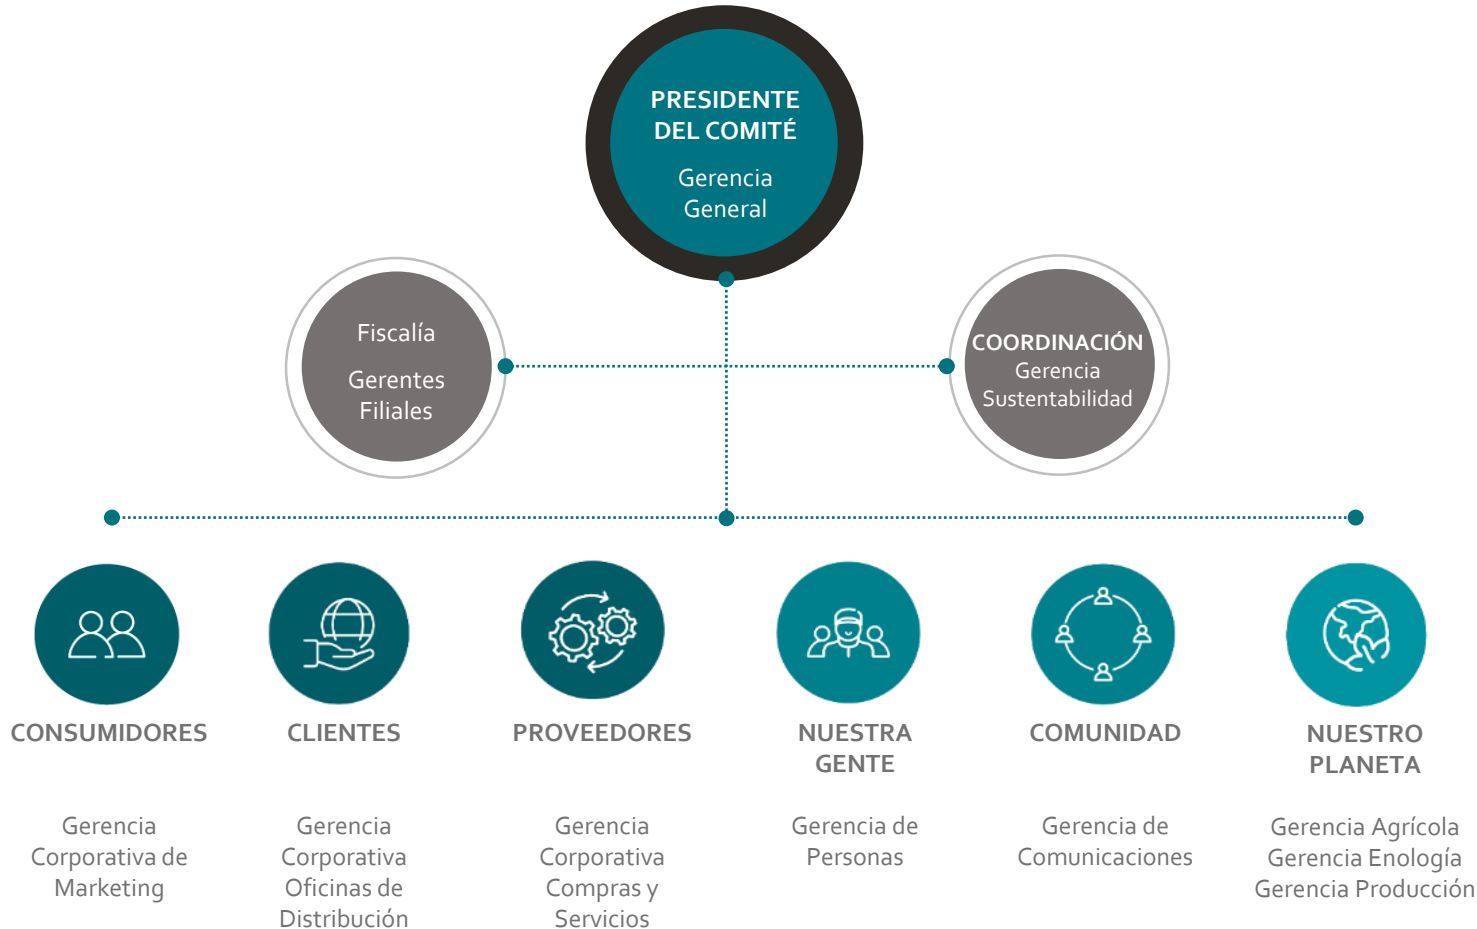 PRESIDENTE
DEL COMITÉ
Gerencia
General
Fiscalía
Gerentes
Filiales
COORDINACIÓN
Gerencia
Sustentabilidad
CONSUMIDORES
Gerencia
Corporativa de
Marketing
CLIENTES
Gerencia
Corporativa
Oficinas de
Distribución
PROVEEDORES
Gerencia
Corporativa
Compras y
Servicios
NUESTRA
GENTE
Gerencia de
Personas
COMUNIDAD
Gerencia de
Comunicaciones
NUESTRO
PLANETA
Gerencia Agrícola
Gerencia Enología
Gerencia Producción